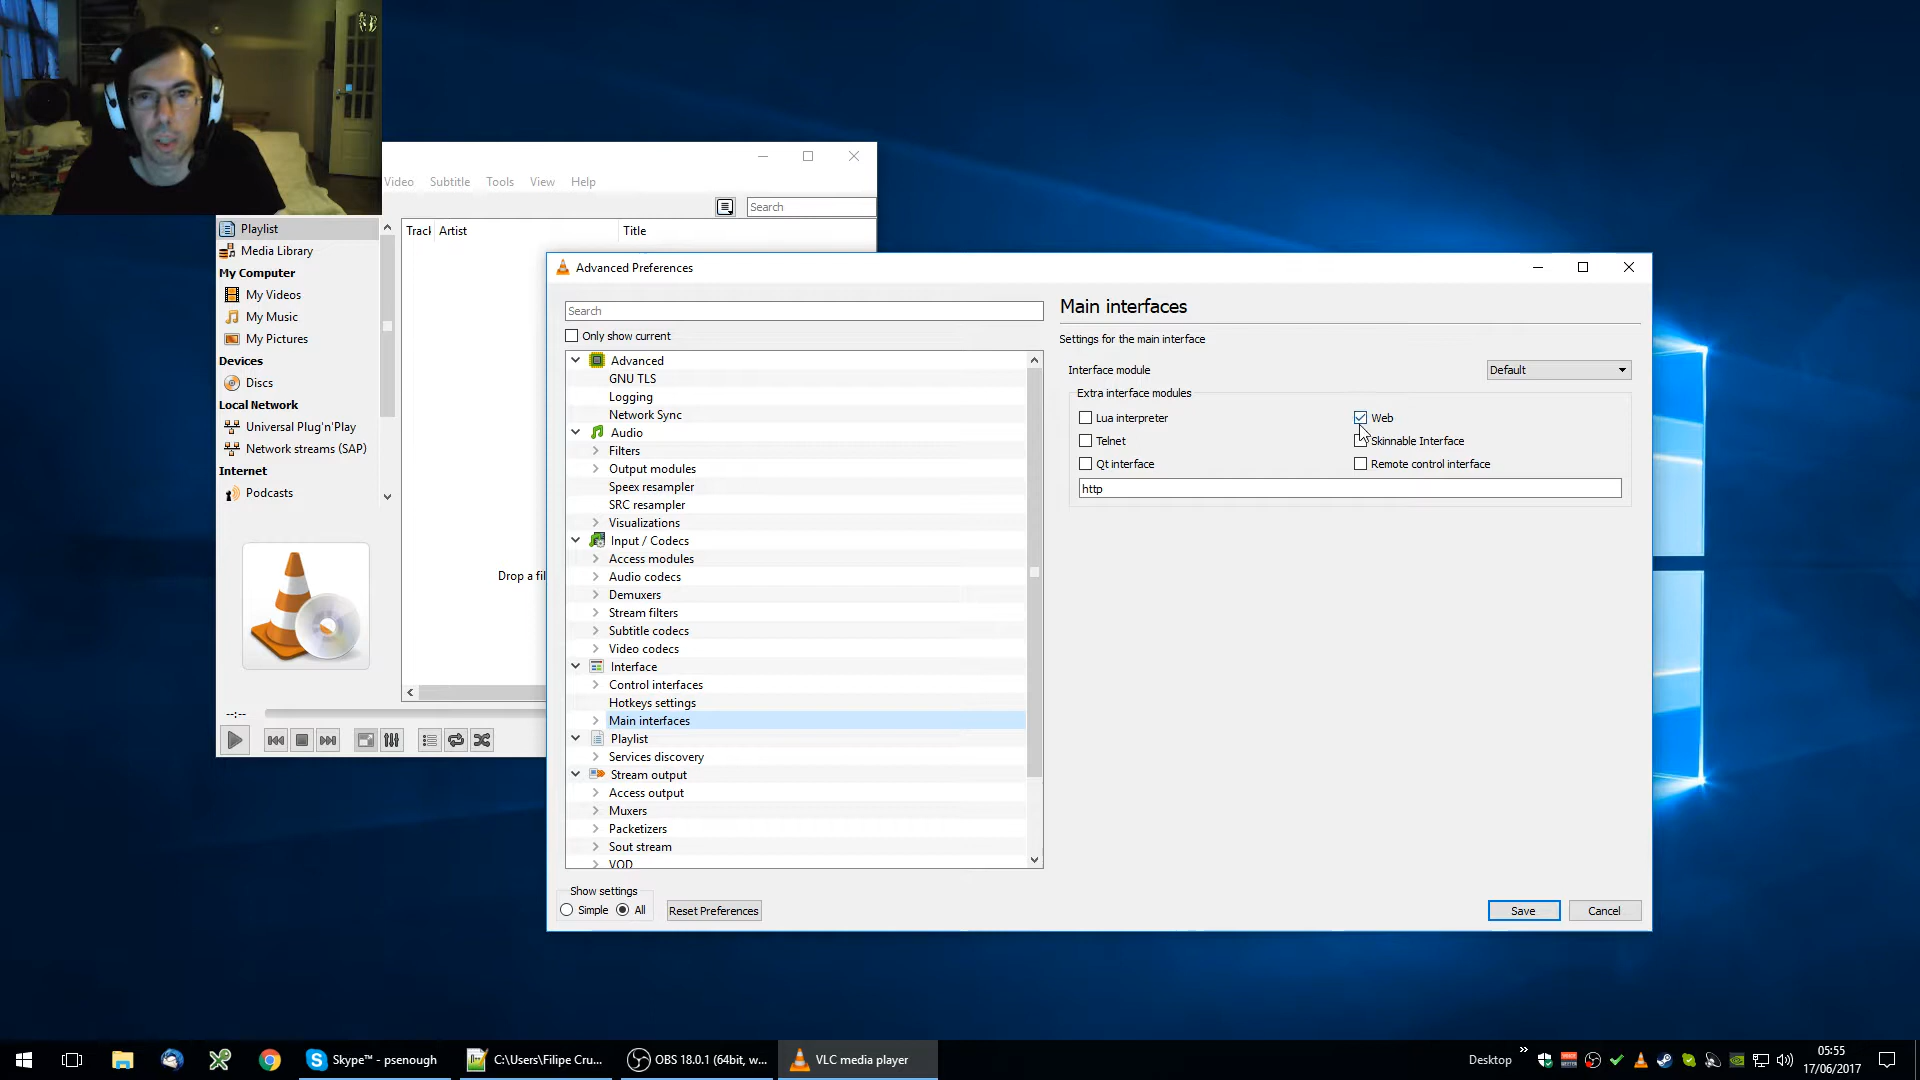 Video Subtitle Tools View Help
Search
Playlist
Media Library
My Computer
My Videos
My Music
My Pictures
Devices
Discs
Local Network
Universal Plug'n'Play
Network streams (SAP)
Internet
Podcasts
Track Artist Title
Drop a fil
--:--
Advanced Preferences
Search
Only show current
Advanced
GNU TLS
Logging
Network Sync
Audio
Filters
Output modules
Speex resampler
SRC resampler
Visualizations
Input / Codecs
Access modules
Audio codecs
Demuxers
Stream filters
Subtitle codecs
Video codecs
Interface
Control interfaces
Hotkeys settings
Main interfaces
Playlist
Services discovery
Stream output
Access output
Muxers
Packetizers
Sout stream
VOD
Show settings
Simple All
Reset Preferences
Main interfaces
Settings for the main interface
Interface module Default
Extra interface modules
Lua interpreter Web
Telnet Skinnable Interface
Qt interface Remote control interface
http
Save Cancel
Skype™ - psenough
C:\Users\Filipe Cru...
OBS 18.0.1 (64bit, w...
VLC media player
Desktop
05:55
17/06/2017